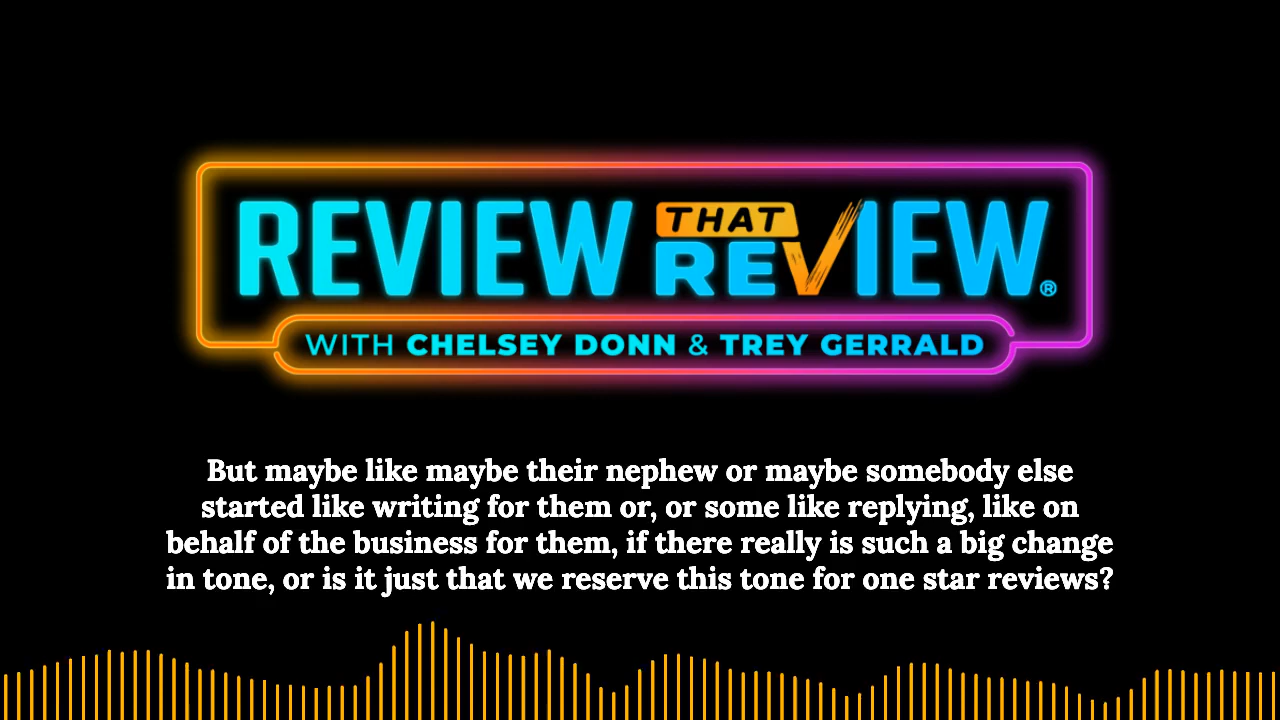 REVIEW THAT REVIEW®
WITH CHELSEY DONN & TREY GERRALD
But maybe like maybe their nephew or maybe somebody else
started like writing for them or, or some like replying, like on
behalf of the business for them, if there really is such a big change
in tone, or is it just that we reserve this tone for one star reviews?